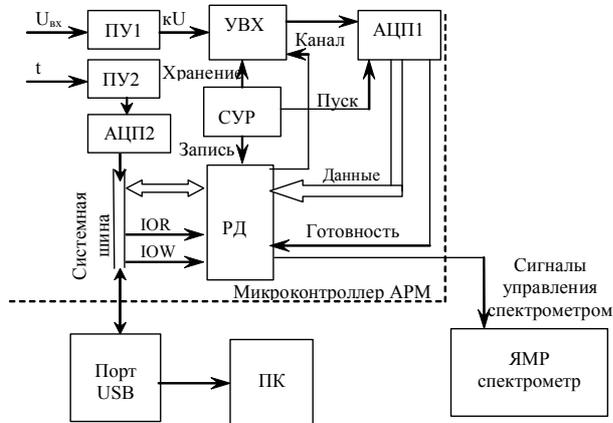 Uвх
ПУ1
кU
УВХ
Канал
АЦП1
t
ПУ2
Хранение
АЦП2
СУР
Пуск
Запись
Данные
Системная
шина
IOR
IOW
РД
Готовность
Микроконтроллер АРМ
Сигналы
управления
спектрометром
Порт
USB
ПК
ЯМР
спектрометр